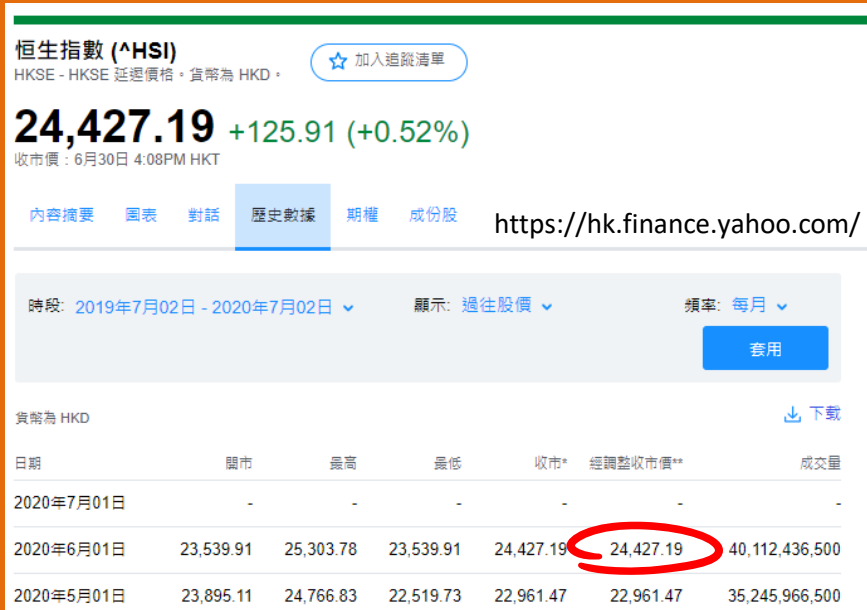 恒生指數 (^HSI)
加入追蹤清單
HKSE - HKSE 延遲價格。貨幣為 HKD。
24,427.19 +125.91 (+0.52%)
收市價：6月30日 4:08PM HKT
內容摘要 圖表 對話 歷史數據 期權 成份股 https://hk.finance.yahoo.com/
時段: 2019年7月02日 - 2020年7月02日 顯示: 過往股價 頻率: 每月
套用
貨幣為 HKD 下載
日期 開市 最高 最低 收市* 經調整收市價** 成交量
2020年7月01日 - - - - - -
2020年6月01日 23,539.91 25,303.78 23,539.91 24,427.19 24,427.19 40,112,436,500
2020年5月01日 23,895.11 24,766.83 22,519.73 22,961.47 22,961.47 35,245,966,500